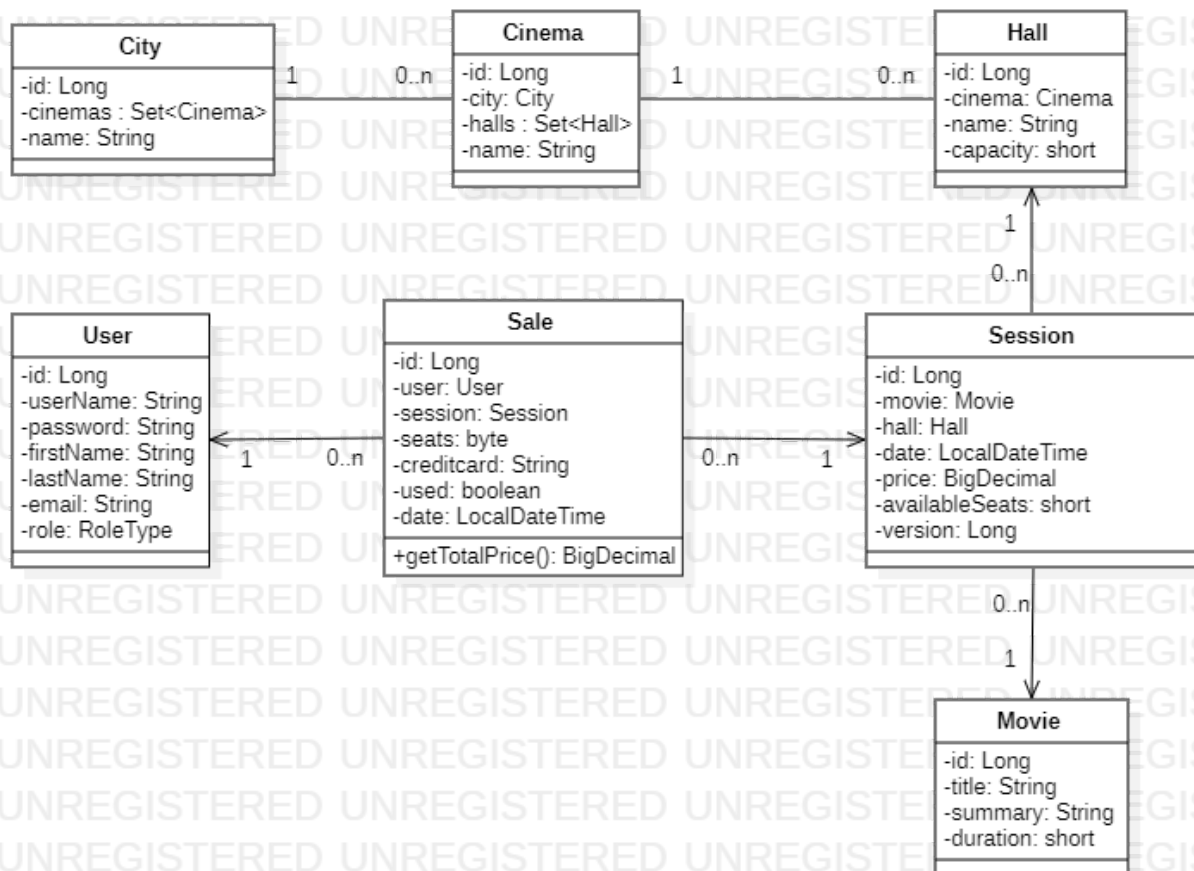 City
-id: Long
-cinemas : Set<Cinema>
-name: String
1
0..n
Cinema
-id: Long
-city: City
-halls : Set<Hall>
-name: String
1
0..n
Hall
-id: Long
-cinema: Cinema
-name: String
-capacity: short
1
0..n
User
-id: Long
-userName: String
-password: String
-firstName: String
-lastName: String
-email: String
-role: RoleType
1
0..n
Sale
-id: Long
-user: User
-session: Session
-seats: byte
-creditcard: String
-used: boolean
-date: LocalDateTime
+getTotalPrice(): BigDecimal
0..n
1
Session
-id: Long
-movie: Movie
-hall: Hall
-date: LocalDateTime
-price: BigDecimal
-availableSeats: short
-version: Long
0..n
1
Movie
-id: Long
-title: String
-summary: String
-duration: short
UNREGISTERED UNREGISTERED UNREGISTERED UNREGIS